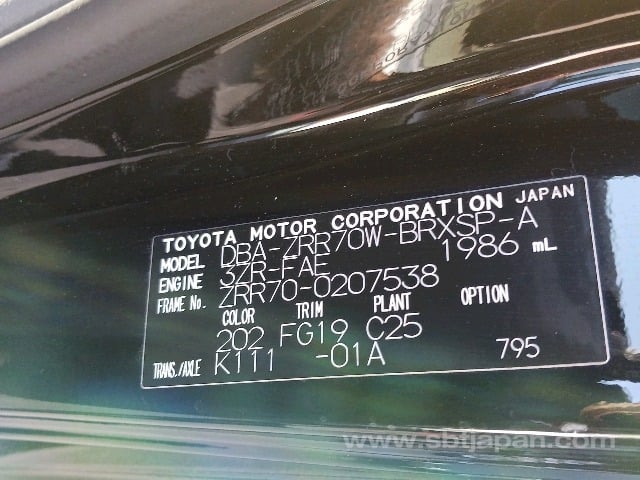 TOYOTA MOTOR CORPORATION JAPAN
MODEL DBA-ZRR70W-BRXSP-A
ENGINE 3ZR-FAE 1986 mL
FRAME No. ZRR70-0207538
COLOR TRIM PLANT OPTION
202 FG19 C25
TRANS./AXLE K111 -01A 795
www.sbtjapan.com